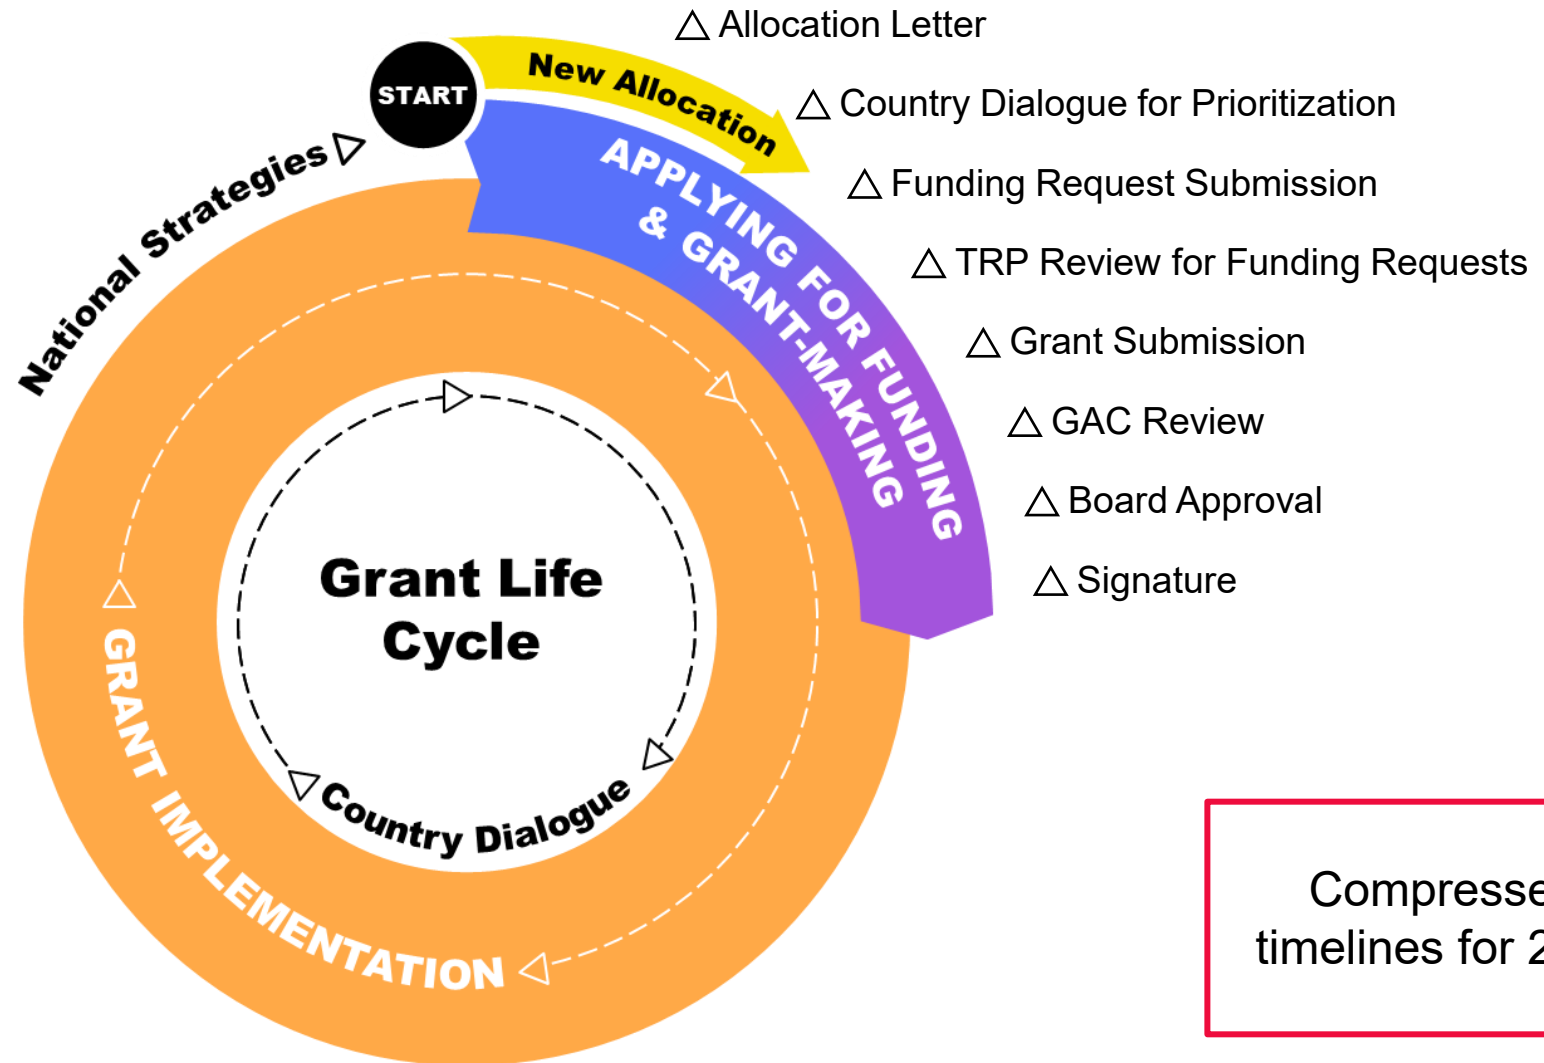 START
New Allocation
National Strategies
APPLYING FOR FUNDING
& GRANT-MAKING
Allocation Letter
Country Dialogue for Prioritization
Funding Request Submission
TRP Review for Funding Requests
Grant Submission
GAC Review
Board Approval
Signature
Grant Life
Cycle
Country Dialogue
GRANT IMPLEMENTATION
timelines for